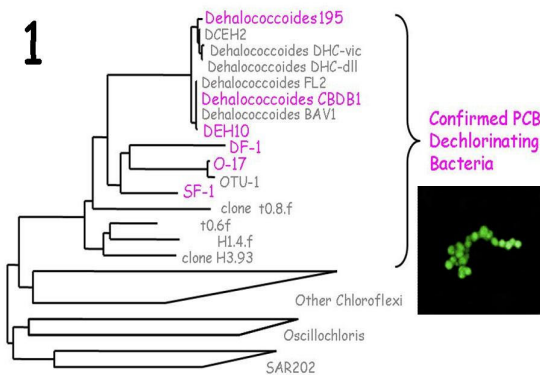 1
Dehalococcoides195
DCEH2
Dehalococcoides DHC-vic
Dehalococcoides DHC-dll
Dehalococcoides FL2
Dehalococcoides CBDB1
Dehalococcoides BAV1
DEH10
DF-1
O-17
OTU-1
SF-1
clone t0.8.f
t0.6f
H1.4.f
clone H3.93
Other Chloroflexi
Oscillochloris
SAR202
Confirmed PCB
Dechlorinating
Bacteria